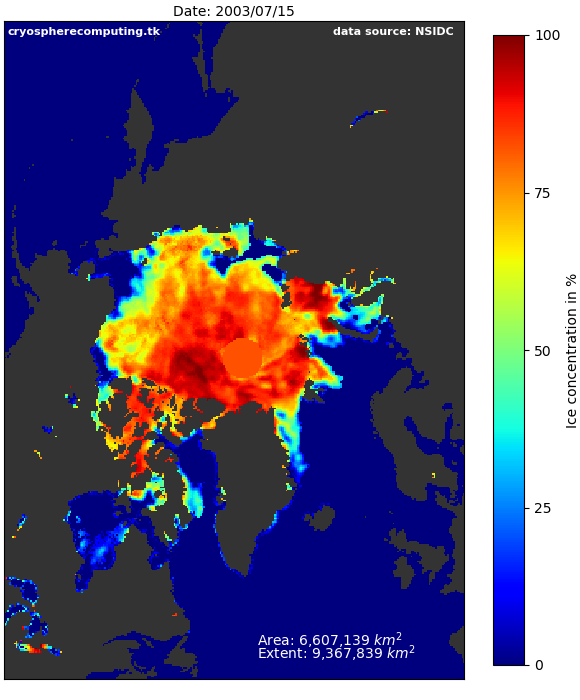 Date: 2003/07/15
cryospherecomputing.tk
data source: NSIDC
100
75
50
25
0
Ice concentration in %
Area: 6,607,139 km²
Extent: 9,367,839 km²